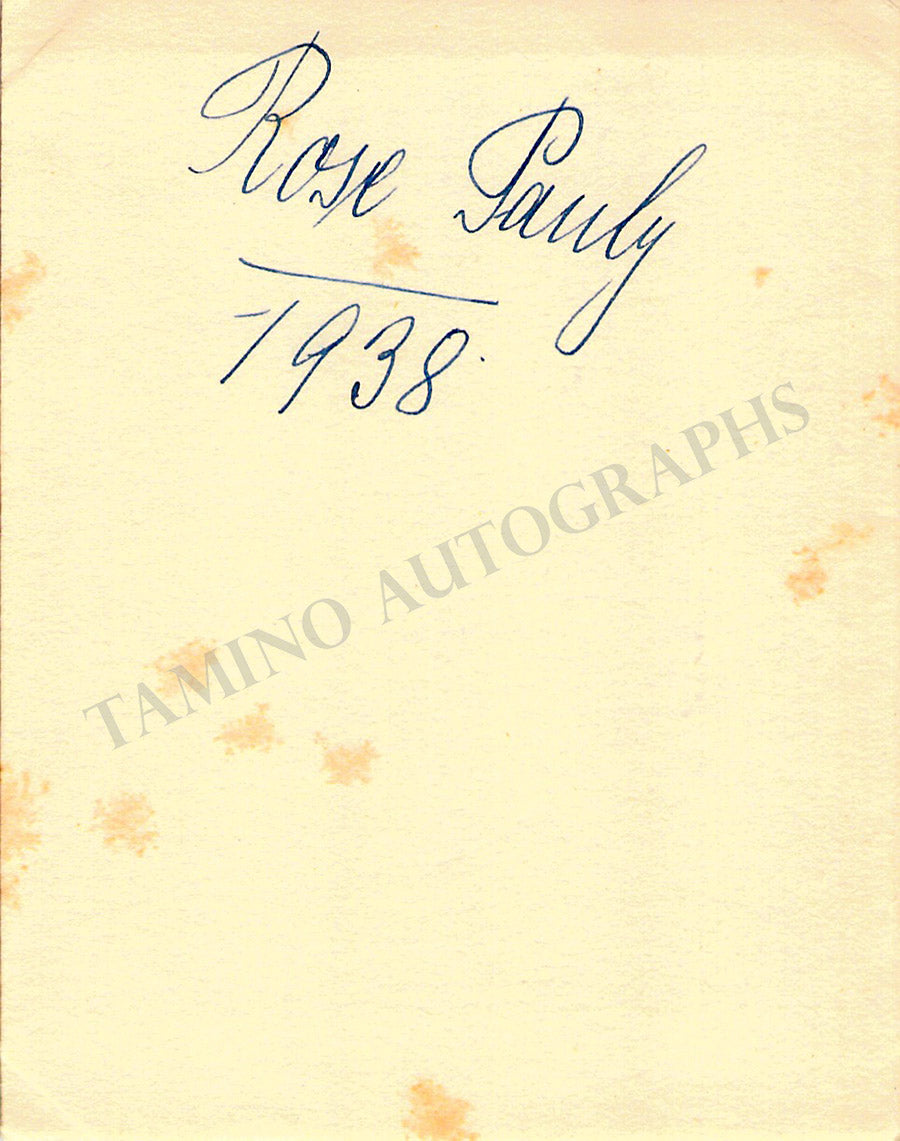 Rose Pauly
1938.
TAMINO AUTOGRAPHS